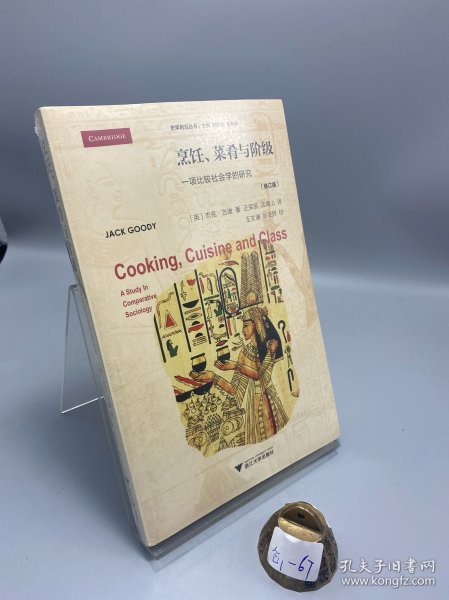 CAMBRIDGE
烹饪、菜肴与阶级
一项比较社会学的研究
（修订版）
JACK GOODY
Cooking, Cuisine and Class
A Study in
Comparative
Sociology
浙江大学出版社
仓1-67
孔夫子旧书网
www.kongfz.com